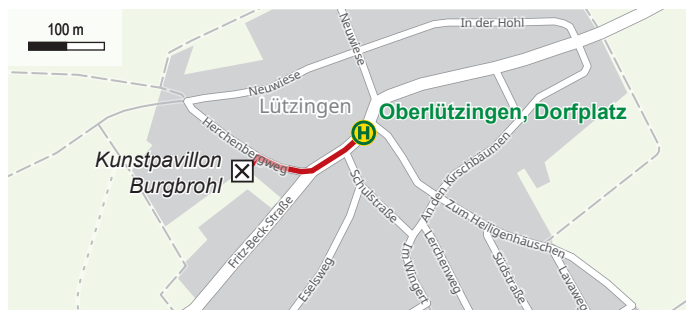 100 m
In der Hohl
Neuwiese
Neuwiese
Lützingen
Oberlützingen, Dorfplatz
H
Herchenbergweg
Kunstpavillon
Burgbrohl
An den Kirschbäumen
Schulstraße
Fritz-Beck-Straße
Zum Heiligenhäuschen
Im Wingert
Lerchenweg
Eselsweg
Südstraße
Lavaweg